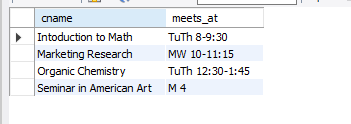 cname meets_at
Intoduction to Math TuTh 8-9:30
Marketing Research MW 10-11:15
Organic Chemistry TuTh 12:30-1:45
Seminar in American Art M 4